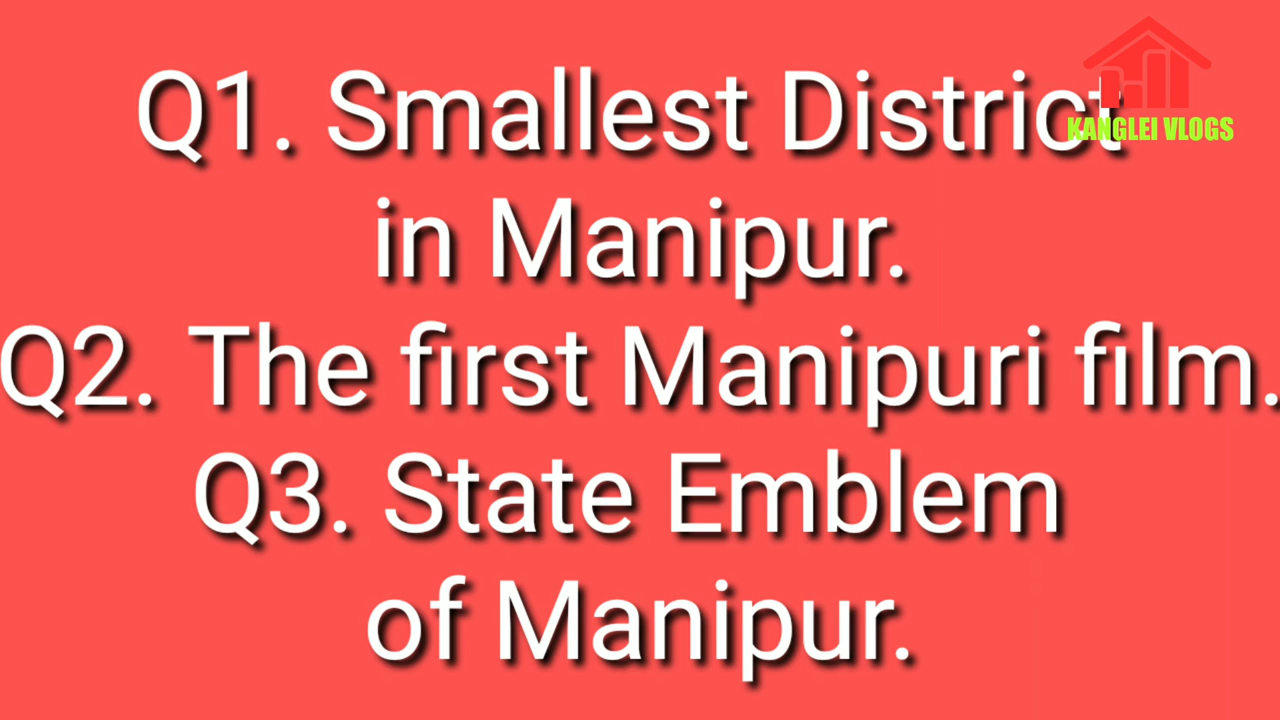 Q1. Smallest District
KANGLEI VLOGS
in Manipur.
Q2. The first Manipuri film.
Q3. State Emblem
of Manipur.